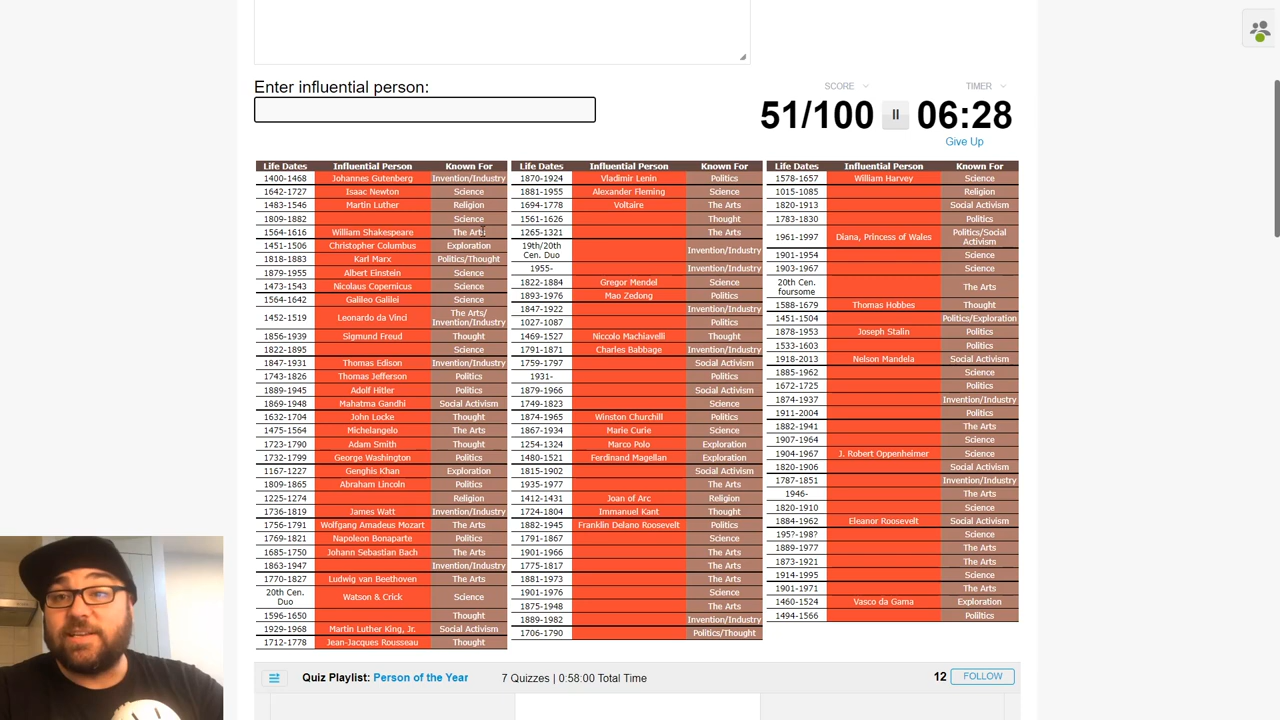 Enter influential person:
SCORE
TIMER
51/100
06:28
Give Up
Life Dates Influential Person Known For
1400-1468 Johannes Gutenberg Invention/Industry
1642-1727 Isaac Newton Science
1483-1546 Martin Luther Religion
1809-1882 Science
1564-1616 William Shakespeare The Arts
1451-1506 Christopher Columbus Exploration
1818-1883 Karl Marx Politics/Thought
1879-1955 Albert Einstein Science
1473-1543 Nicolaus Copernicus Science
1564-1642 Galileo Galilei Science
1452-1519 Leonardo da Vinci The Arts/
Invention/Industry
1856-1939 Sigmund Freud Thought
1822-1895 Science
1847-1931 Thomas Edison Invention/Industry
1743-1826 Thomas Jefferson Politics
1889-1945 Adolf Hitler Politics
1869-1948 Mahatma Gandhi Social Activism
1632-1704 John Locke Thought
1475-1564 Michelangelo The Arts
1723-1790 Adam Smith Thought
1732-1799 George Washington Politics
1167-1227 Genghis Khan Exploration
1809-1865 Abraham Lincoln Politics
1225-1274 Religion
1736-1819 James Watt Invention/Industry
1756-1791 Wolfgang Amadeus Mozart The Arts
1769-1821 Napoleon Bonaparte Politics
1685-1750 Johann Sebastian Bach The Arts
1863-1947 Invention/Industry
1770-1827 Ludwig van Beethoven The Arts
20th Cen.
Duo Watson & Crick Science
1596-1650 Thought
1929-1968 Martin Luther King, Jr. Social Activism
1712-1778 Jean-Jacques Rousseau Thought
Life Dates Influential Person Known For
1870-1924 Vladimir Lenin Politics
1881-1955 Alexander Fleming Science
1694-1778 Voltaire The Arts
1561-1626 Thought
1265-1321 The Arts
19th/20th
Cen. Duo Invention/Industry
1955- Invention/Industry
1822-1884 Gregor Mendel Science
1893-1976 Mao Zedong Politics
1847-1922 Invention/Industry
1027-1087 Politics
1469-1527 Niccolo Machiavelli Thought
1791-1871 Charles Babbage Invention/Industry
1759-1797 Social Activism
1931- Politics
1879-1966 Social Activism
1749-1823 Science
1874-1965 Winston Churchill Politics
1867-1934 Marie Curie Science
1254-1324 Marco Polo Exploration
1480-1521 Ferdinand Magellan Exploration
1815-1902 Social Activism
1935-1977 The Arts
1412-1431 Joan of Arc Religion
1724-1804 Immanuel Kant Thought
1882-1945 Franklin Delano Roosevelt Politics
1791-1867 Science
1901-1966 The Arts
1775-1817 The Arts
1881-1973 The Arts
1901-1976 Science
1875-1948 The Arts
1889-1982 Invention/Industry
1706-1790 Politics/Thought
Life Dates Influential Person Known For
1578-1657 William Harvey Science
1015-1085 Religion
1820-1913 Social Activism
1783-1830 Politics
1961-1997 Diana, Princess of Wales Politics/Social
Activism
1901-1954 Science
1903-1967 Science
20th Cen.
foursome The Arts
1588-1679 Thomas Hobbes Thought
1451-1504 Politics/Exploration
1878-1953 Joseph Stalin Politics
1533-1603 Politics
1918-2013 Nelson Mandela Social Activism
1885-1962 Science
1672-1725 Politics
1874-1937 Invention/Industry
1911-2004 Politics
1882-1941 The Arts
1907-1964 Science
1904-1967 J. Robert Oppenheimer Science
1820-1906 Social Activism
1787-1851 Invention/Industry
1946- The Arts
1820-1910 Science
1884-1962 Eleanor Roosevelt Social Activism
195?-198? Science
1889-1977 The Arts
1873-1921 The Arts
1914-1995 Science
1901-1971 The Arts
1460-1524 Vasco da Gama Exploration
1494-1566 Politics
Quiz Playlist: Person of the Year 7 Quizzes | 0:58:00 Total Time
12 FOLLOW